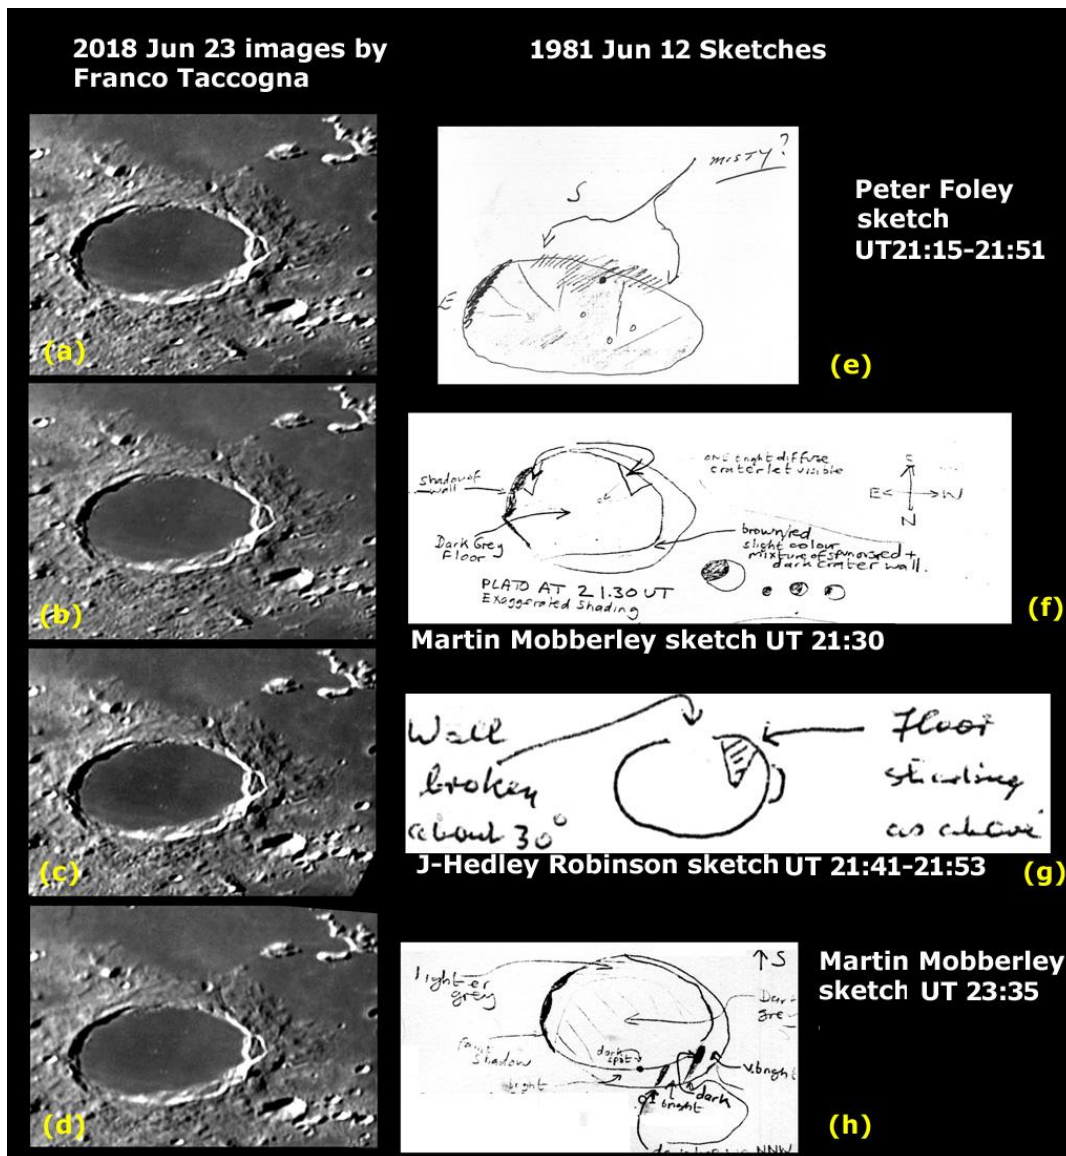 2018 Jun 23 images by
Franco Taccogna
1981 Jun 12 Sketches
(a)
MISTY?
S
E
Peter Foley
sketch
UT21:15-21:51
(e)
(b)
Shadow of
wall
Dark Grey
Floor
PLATO AT 21.30 UT
Exaggerated Shading
ONE bright diffuse
craterlet visible
brown/red
slight colour
mixture of
dark crater wall.
S
E
W
N
(f)
Martin Mobberley sketch UT 21:30
(c)
Wall
broken
about 30°
Floor
shading
as above
J-Hedley Robinson sketch UT 21:41-21:53
(g)
(d)
lighter
grey
faint
shadow
bright
dark
spot
bright
dark
v.bright
↑S
NNW
Martin Mobberley
sketch UT 23:35
(h)